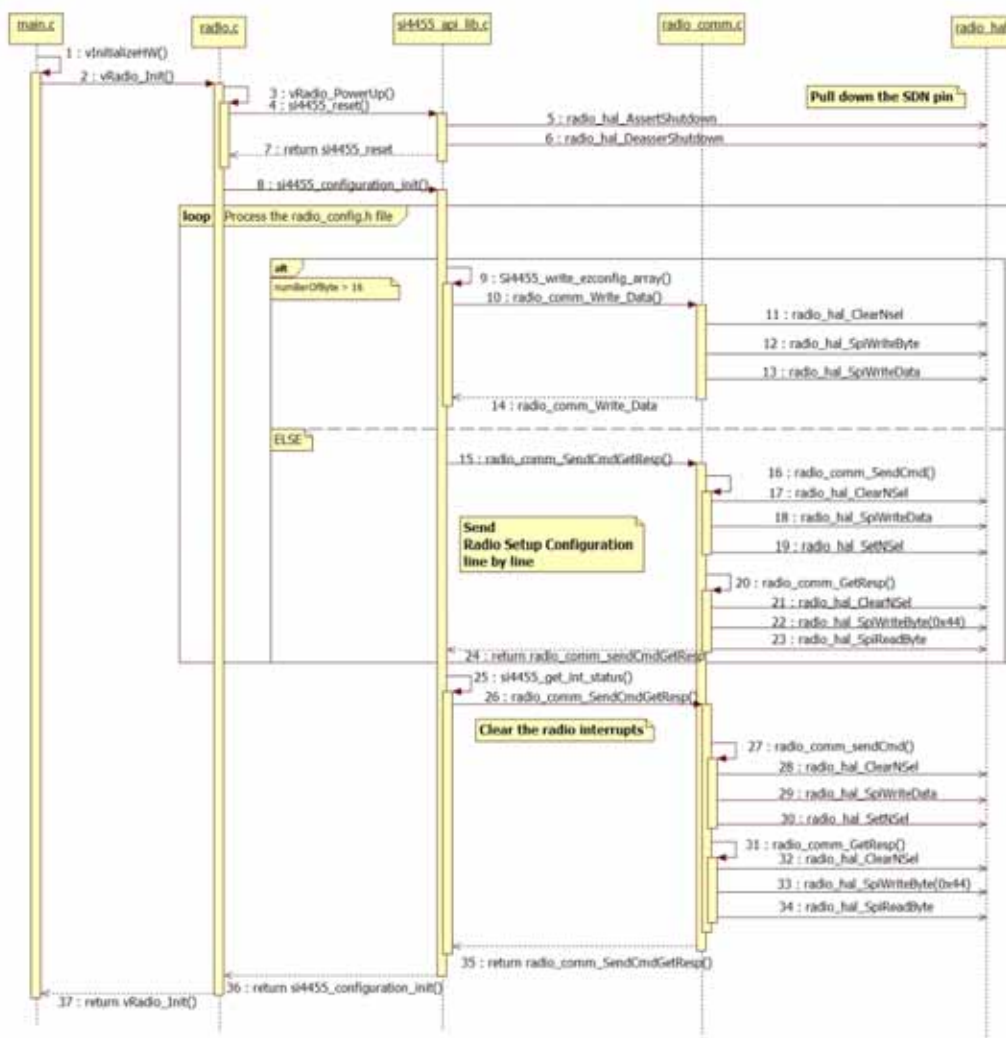 main.c
radio.c
si4455_api_lib.c
radio_comm.c
radio_hal
1 : vInitializeHW()
2 : vRadio_Init()
3 : vRadio_PowerUp()
4 : si4455_reset()
Pull down the SDN pin
5 : radio_hal_AssertShutdown
6 : radio_hal_DeasserShutdown
7 : return si4455_reset
8 : si4455_configuration_init()
loop Process the radio_config.h file
alt
numberOfByte > 16
9 : Si4455_write_ezconfig_array()
10 : radio_comm_Write_Data()
11 : radio_hal_ClearNsel
12 : radio_hal_SpiWriteByte
13 : radio_hal_SpiWriteData
14 : radio_comm_Write_Data
ELSE
15 : radio_comm_SendCmdGetResp()
16 : radio_comm_SendCmd()
17 : radio_hal_ClearNSel
18 : radio_hal_SpiWriteData
19 : radio_hal_SetNSel
Send
Radio Setup Configuration
line by line
20 : radio_comm_GetResp()
21 : radio_hal_ClearNSel
22 : radio_hal_SpiWriteByte(0x44)
23 : radio_hal_SpiReadByte
24 : return radio_comm_sendCmdGetResp
25 : si4455_get_int_status()
26 : radio_comm_SendCmdGetResp()
Clear the radio interrupts
27 : radio_comm_sendCmd()
28 : radio_hal_ClearNSel
29 : radio_hal_SpiWriteData
30 : radio_hal_SetNSel
31 : radio_comm_GetResp()
32 : radio_hal_ClearNSel
33 : radio_hal_SpiWriteByte(0x44)
34 : radio_hal_SpiReadByte
35 : return radio_comm_SendCmdGetResp()
36 : return si4455_configuration_init()
37 : return vRadio_Init()